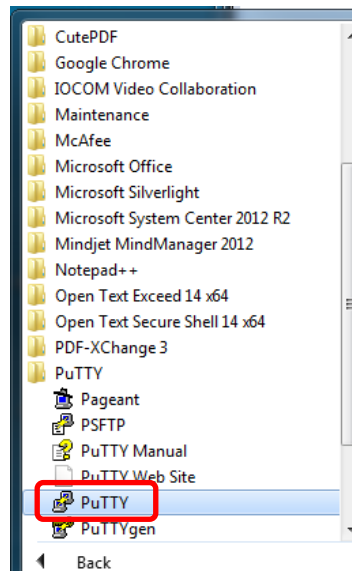 CutePDF
Google Chrome
IOCOM Video Collaboration
Maintenance
McAfee
Microsoft Office
Microsoft Silverlight
Microsoft System Center 2012 R2
Mindjet MindManager 2012
Notepad++
Open Text Exceed 14 x64
Open Text Secure Shell 14 x64
PDF-XChange 3
PuTTY
Pageant
PSFTP
PuTTY Manual
PuTTY Web Site
PuTTY
PuTTYgen
Back